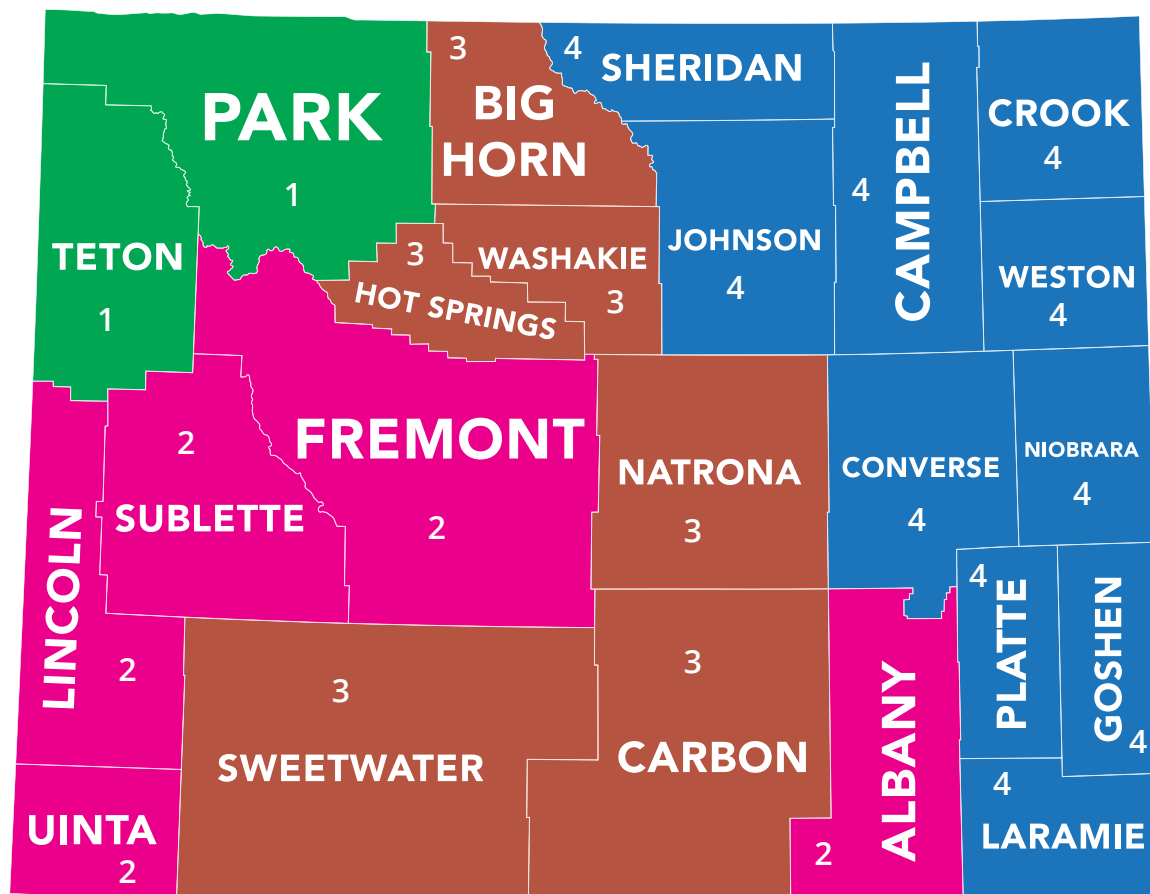 3
4
SHERIDAN
PARK
BIG
HORN
CAMPBELL
4
CROOK
4
1
TETON
1
3
WASHAKIE
3
HOT SPRINGS
JOHNSON
4
WESTON
4
2
SUBLETTE
FREMONT
2
NATRONA
3
CONVERSE
4
NIOBRARA
4
LINCOLN
2
3
SWEETWATER
3
CARBON
ALBANY
2
4
PLATTE
GOSHEN
4
UINTA
2
4
LARAMIE